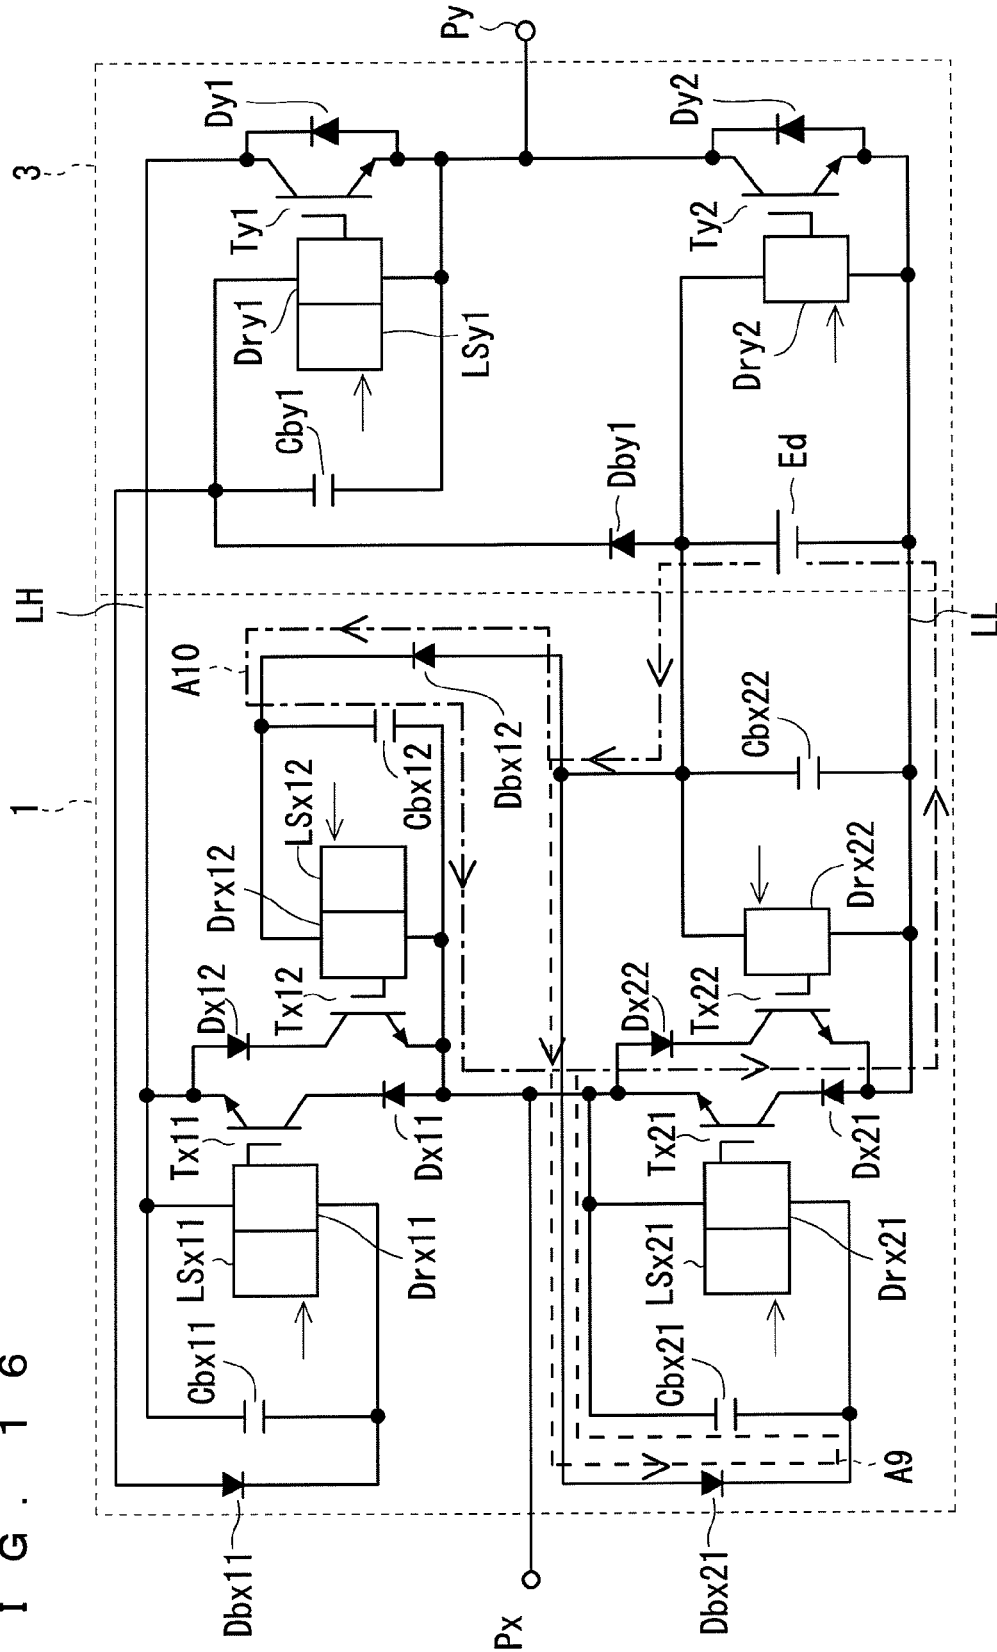 I G . 1 6
1
3
LH
LL
Px
Py
Dbx11
Cbx11
LSx11
Drx11
Tx11
Dx11
Dx12
Tx12
Drx12
LSx12
Cbx12
Dbx12
A10
Dbx21
Cbx21
A9
LSx21
Drx21
Tx21
Dx21
Dx22
Tx22
Drx22
Cbx22
Ed
Dby1
Cby1
LSy1
Dry1
Ty1
Dy1
Dry2
Ty2
Dy2